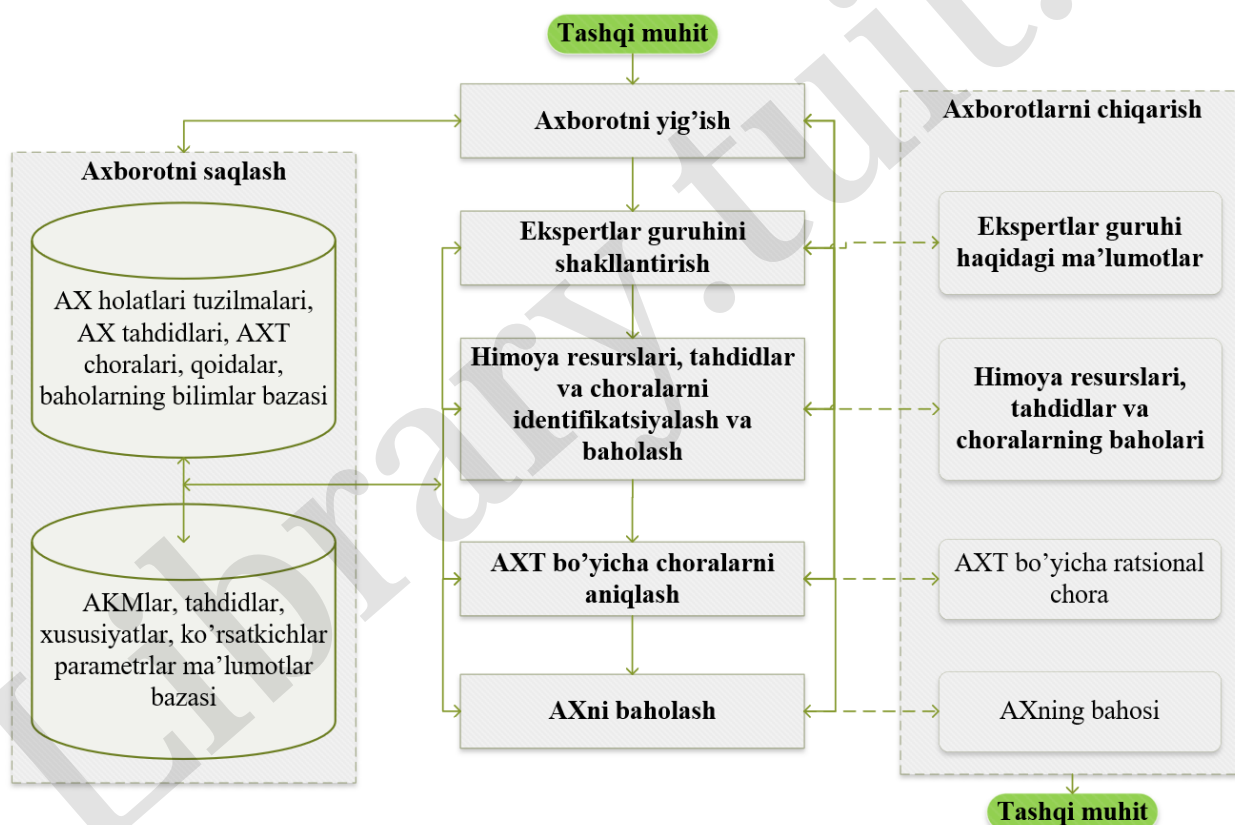 Tashqi muhit
Axborotni yig’ish
Axborotlarni chiqarish
Axborotni saqlash
AX holatlari tuzilmalari,
AX tahdidlari, AXT
choralari, qoidalar,
baholarning bilimlar bazasi
AKMlar, tahdidlar,
xususiyatlar, ko’rsatkichlar
parametrlar ma’lumotlar
bazasi
Ekspertlar guruhini
shakllantirish
Himoya resurslari, tahdidlar
va choralarni
identifikatsiyalash va
baholash
AXT bo’yicha choralarni
aniqlash
AXni baholash
Ekspertlar guruhi
haqidagi ma’lumotlar
Himoya resurslari,
tahdidlar va
choralarning baholari
AXT bo’yicha ratsional
chora
AXning bahosi
Tashqi muhit
Library.tuit.